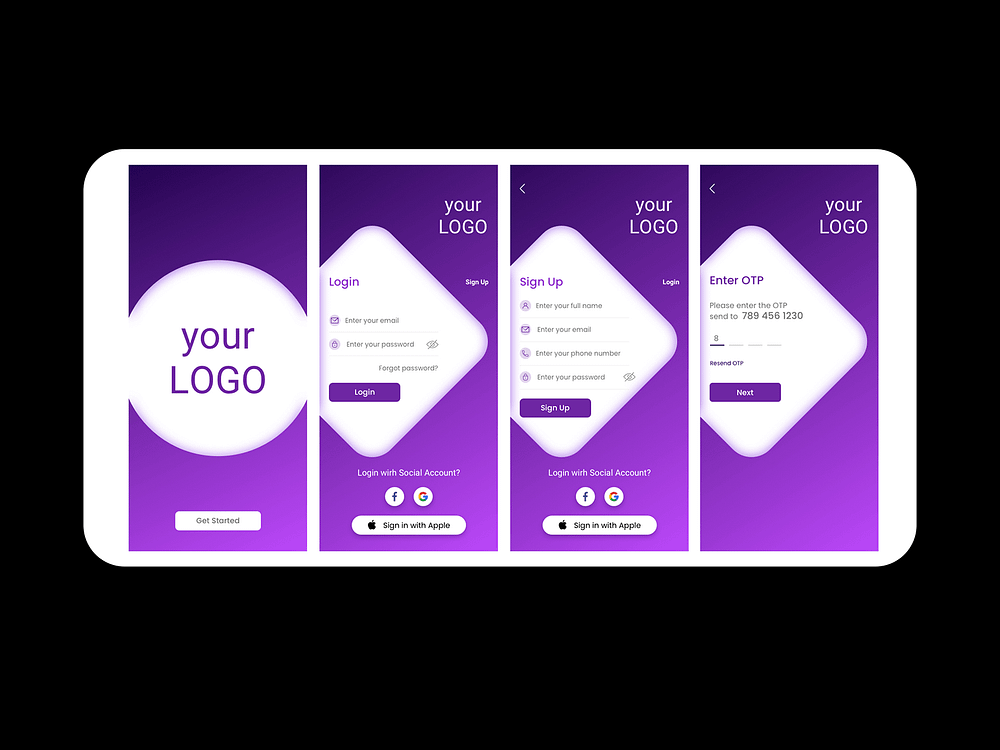 your
LOGO
Get Started
your
LOGO
Login
Sign Up
Enter your email
Enter your password
Forgot password?
Login
Login wirh Social Account?
Sign in with Apple
your
LOGO
Sign Up
Login
Enter your full name
Enter your email
Enter your phone number
Enter your password
Sign Up
Login wirh Social Account?
Sign in with Apple
your
LOGO
Enter OTP
Please enter the OTP
send to 789 456 1230
8
Resend OTP
Next